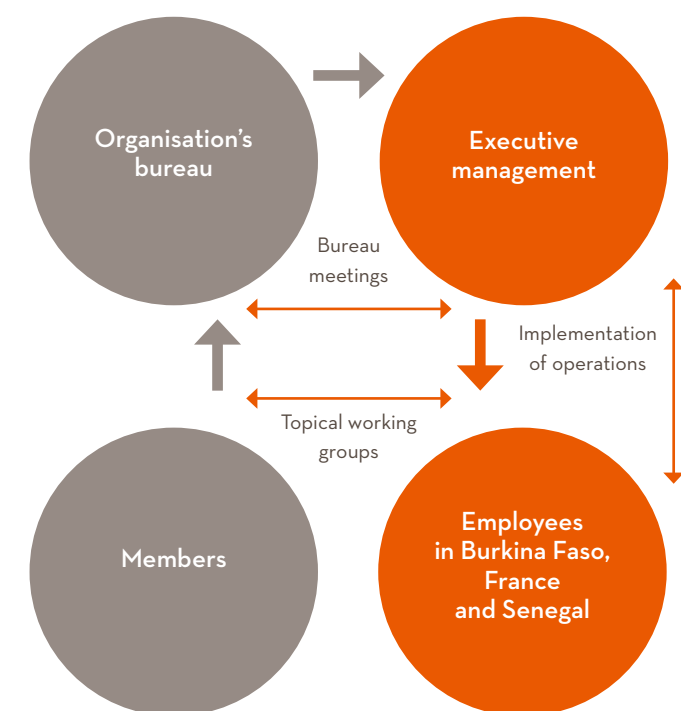 Organisation’s
bureau
Executive
management
Bureau
meetings
Implementation
of operations
Topical working
groups
Members
Employees
in Burkina Faso,
France
and Senegal